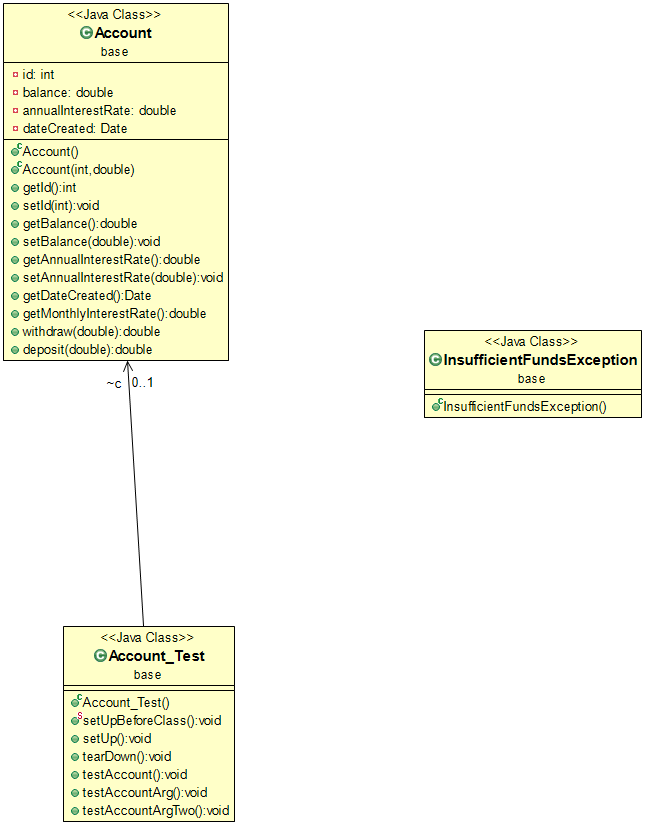 <<Java Class>>
Account
base
id: int
balance: double
annualInterestRate: double
dateCreated: Date
Account()
Account(int,double)
getId():int
setId(int):void
getBalance():double
setBalance(double):void
getAnnualInterestRate():double
setAnnualInterestRate(double):void
getDateCreated():Date
getMonthlyInterestRate():double
withdraw(double):double
deposit(double):double
~c 0..1
<<Java Class>>
InsufficientFundsException
base
InsufficientFundsException()
<<Java Class>>
Account_Test
base
Account_Test()
setUpBeforeClass():void
setUp():void
tearDown():void
testAccount():void
testAccountArg():void
testAccountArgTwo():void